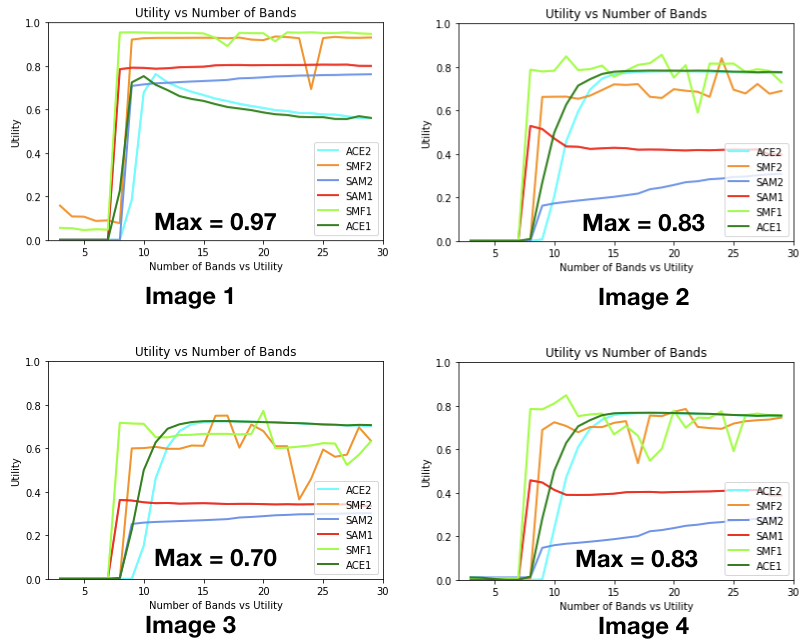 Utility vs Number of Bands
1.0
0.8
0.6
0.4
0.2
0.0
Utility
5 10 15 20 25 30
Number of Bands vs Utility
ACE2
SMF2
SAM2
SAM1
SMF1
ACE1
Max = 0.97
Image 1
Utility vs Number of Bands
1.0
0.8
0.6
0.4
0.2
0.0
Utility
5 10 15 20 25 30
Number of Bands vs Utility
ACE2
SMF2
SAM2
SAM1
SMF1
ACE1
Max = 0.83
Image 2
Utility vs Number of Bands
1.0
0.8
0.6
0.4
0.2
0.0
Utility
5 10 15 20 25 30
Number of Bands vs Utility
ACE2
SMF2
SAM2
SAM1
SMF1
ACE1
Max = 0.70
Image 3
Utility vs Number of Bands
1.0
0.8
0.6
0.4
0.2
0.0
Utility
5 10 15 20 25 30
Number of Bands vs Utility
ACE2
SMF2
SAM2
SAM1
SMF1
ACE1
Max = 0.83
Image 4